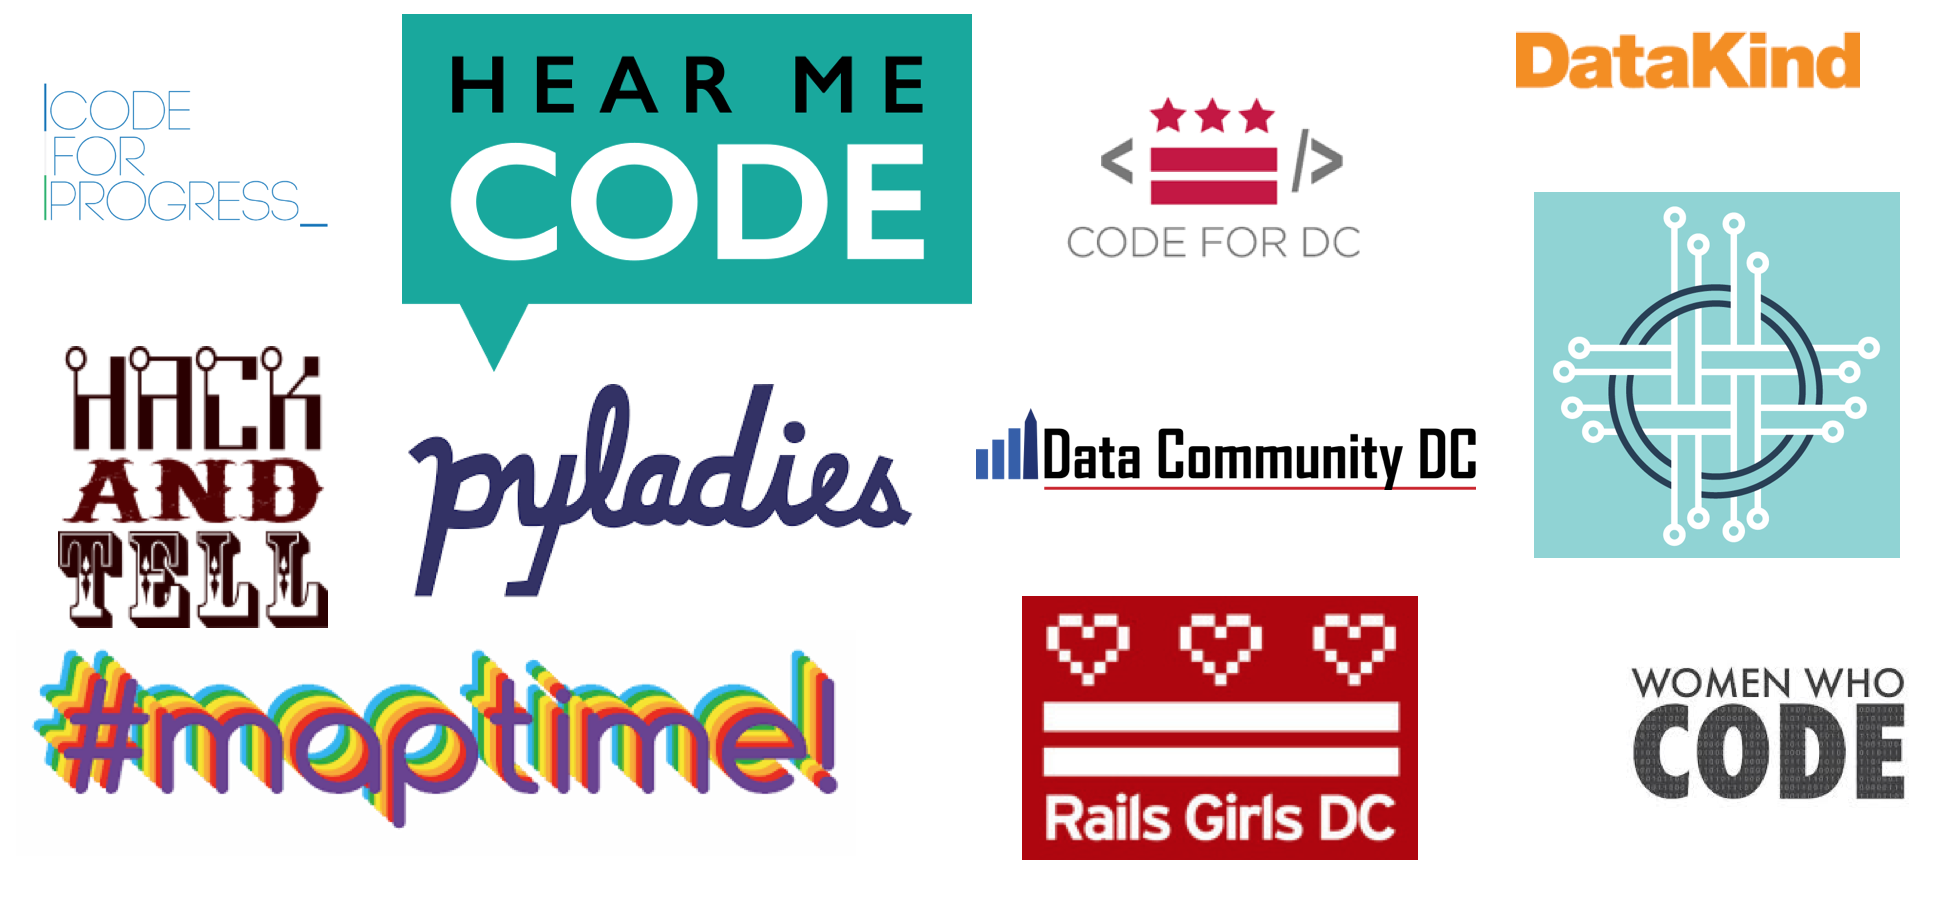 CODE
FOR
PROGRESS_
HEAR ME
CODE
CODE FOR DC
DataKind
HACK
AND
TELL
pyladies
Data Community DC
#maptime!
Rails Girls DC
WOMEN WHO
CODE